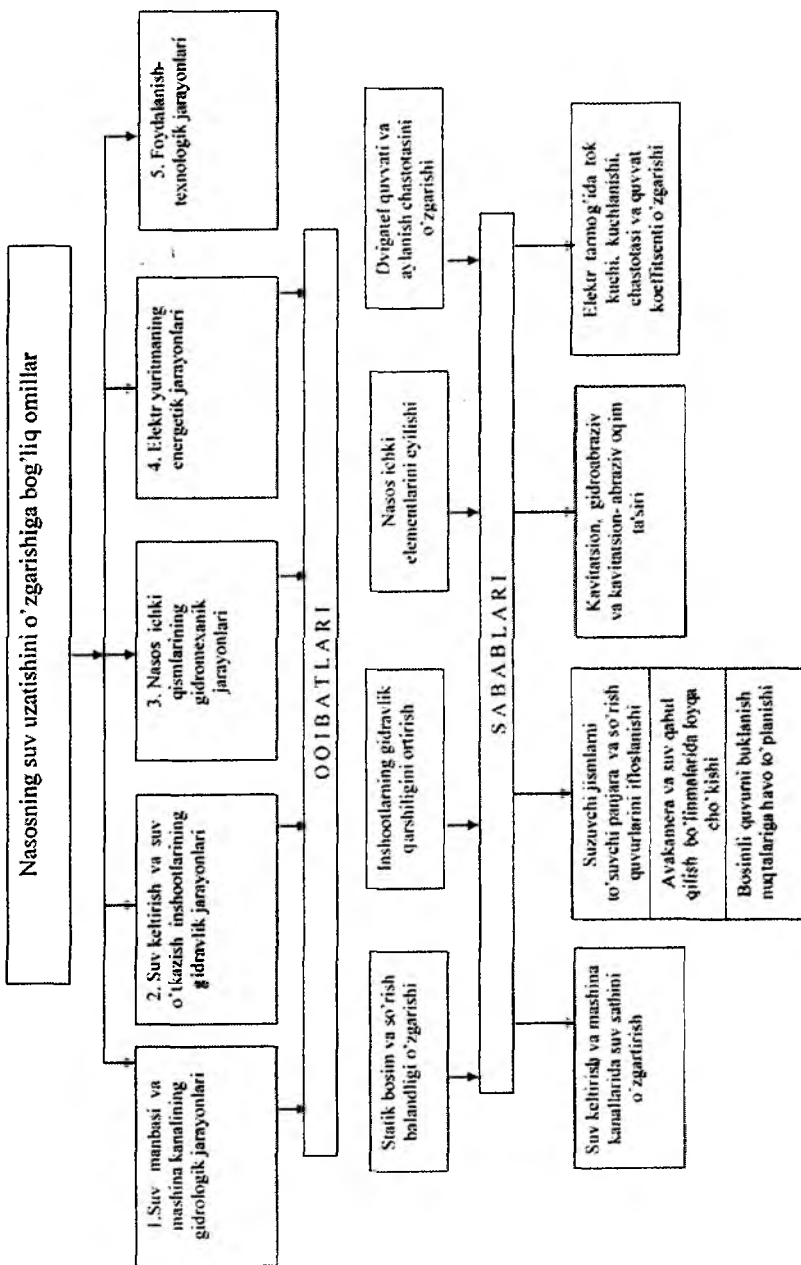 Nasosning suv uzatishini o'zgarishiga bog'liq omillar
1.Suv manbasi va
mashina kanalining
gidrologik jarayonlari
2. Suv keltirish va suv
o'tkazish inshootlarining
gidravlik jarayonlari
3. Nasos ichki
qismlarining
gidromexanik
jarayonlari
4. Elektr yuritmaning
energetik jarayonlari
5. Foydalanish-
texnologik jarayonlari
OQIBATLARI
Statik bosim va so'rish
balandligi o'zgarishi
Inshootlarning gidravlik
qarshiligini ortirish
Nasos ichki
elementlarini eyilishi
Dvigatel quvvati va
aylanish chastotasini
o'zgarishi
SABABLARI
Suv keltirish va mashina
kanallarida suv sathini
o'zgartirish
Suzuvchi jismlarni
to'suvchi panjara va so'rish
quvurlarini ifloslanishi
Avakamera va suv qabul
qilish bo'linmalarida loyqa
cho'kishi
Bosimli quvurni buklanish
nuqtalariga havo to'planishi
Kavitatsion, gidroabraziv
va kavitatsion- abraziv oqim
ta'siri
Elektr tarmog'ida tok
kuchi, kuchlanishi,
chastotasi va quvvat
koeffitsenti o'zgarishi